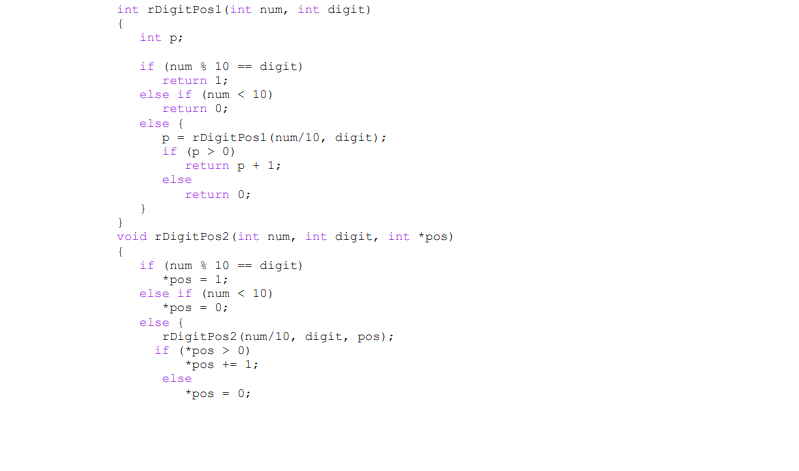 int rDigitPos1(int num, int digit)
{
int p;
if (num % 10 == digit)
return 1;
else if (num < 10)
return 0;
else {
p = rDigitPos1(num/10, digit);
if (p > 0)
return p + 1;
else
return 0;
}
}
void rDigitPos2(int num, int digit, int *pos)
{
if (num % 10 == digit)
*pos = 1;
else if (num < 10)
*pos = 0;
else {
rDigitPos2(num/10, digit, pos);
if (*pos > 0)
*pos += 1;
else
*pos = 0;